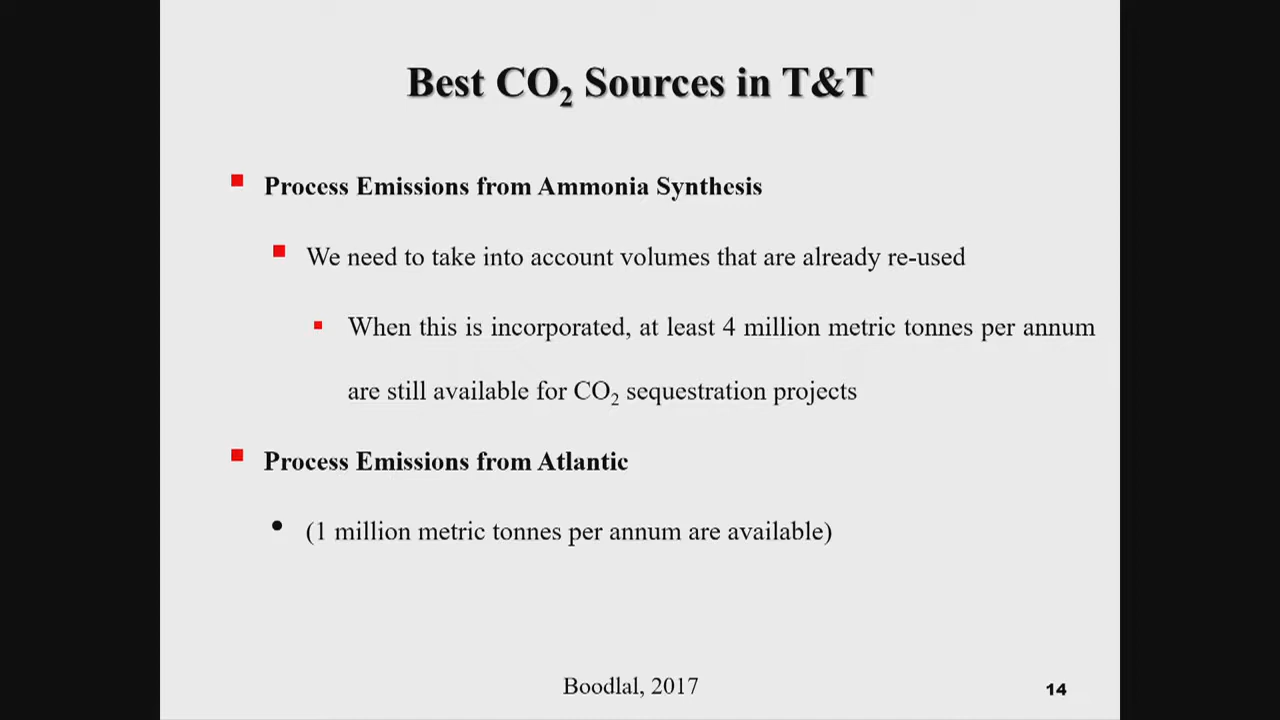 Best CO₂ Sources in T&T
Process Emissions from Ammonia Synthesis
We need to take into account volumes that are already re-used
When this is incorporated, at least 4 million metric tonnes per annum
are still available for CO₂ sequestration projects
Process Emissions from Atlantic
(1 million metric tonnes per annum are available)
Boodlal, 2017
14